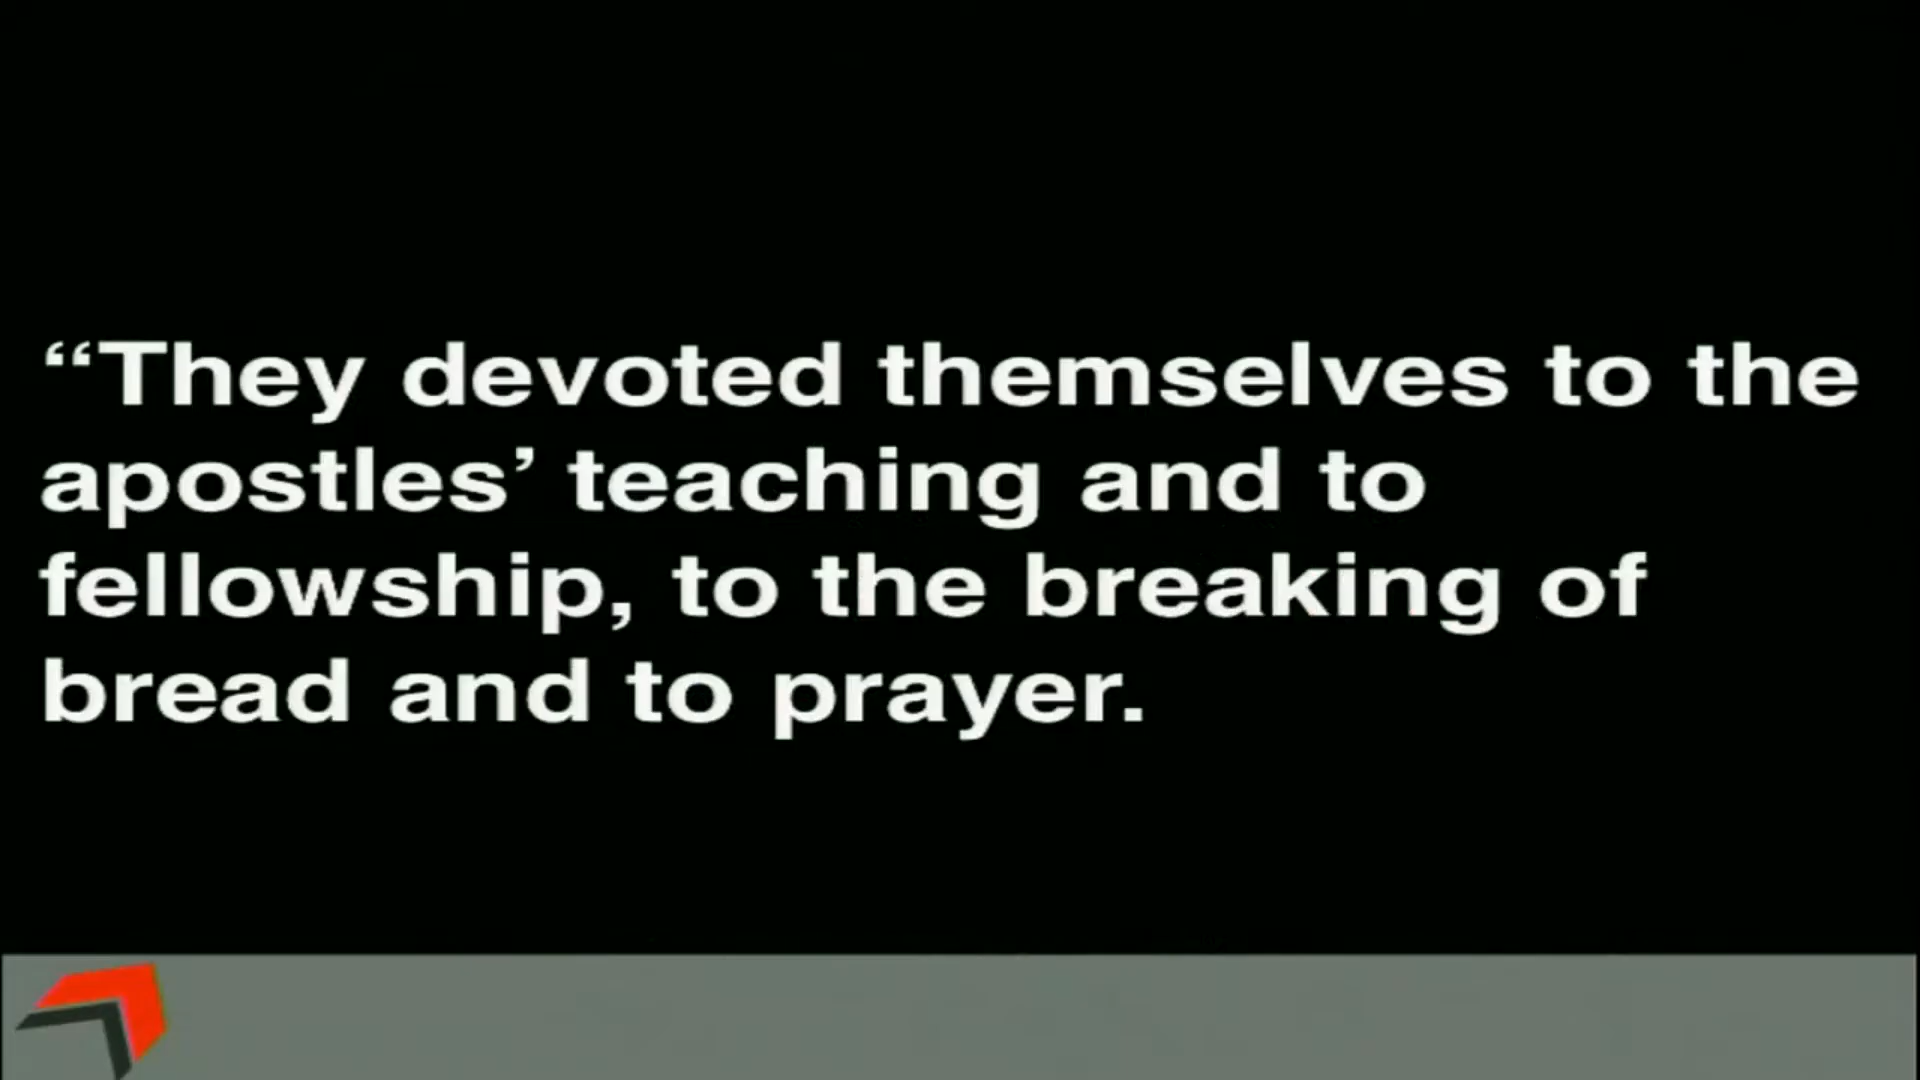 “They devoted themselves to the
apostles’ teaching and to
fellowship, to the breaking of
bread and to prayer.